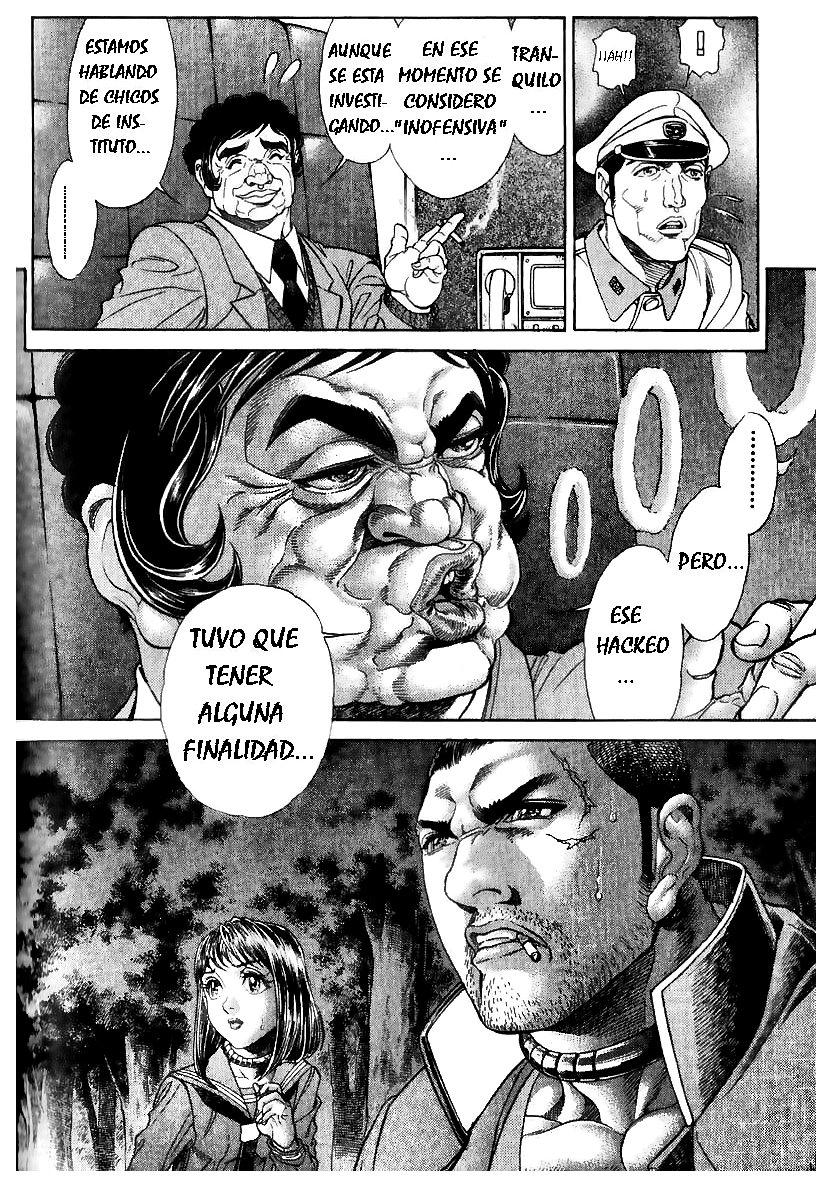 !
¡¡AH!!
TRAN-
QUILO
...
EN ESE
MOMENTO SE
CONSIDERO
"INOFENSIVA"
...
AUNQUE
SE ESTA
INVESTI-
GANDO...
ESTAMOS
HABLANDO
DE CHICOS
DE INS-
TITUTO...
...........
...........
PERO...
ESE
HACKEO
...
TUVO QUE
TENER
ALGUNA
FINALIDAD...